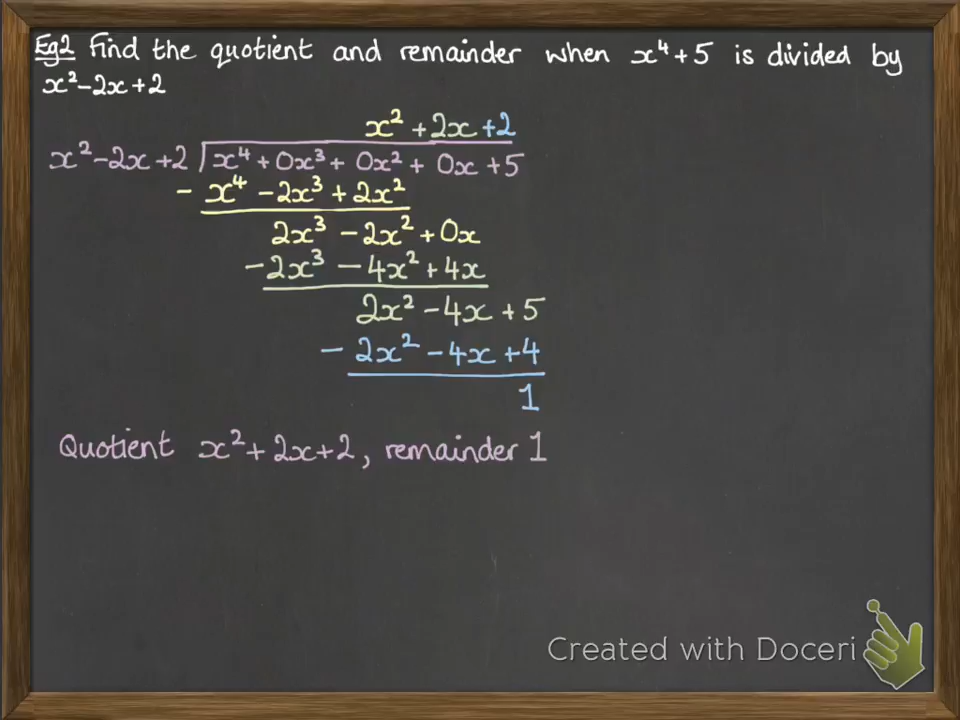 Eg2 Find the quotient and remainder when x⁴+5 is divided by
x²-2x+2
x² +2x +2
x²-2x+2 | x⁴ + 0x³ + 0x² + 0x + 5
- x⁴ - 2x³ + 2x²
2x³ - 2x² + 0x
- 2x³ - 4x² + 4x
2x² - 4x + 5
- 2x² - 4x + 4
1
Quotient x²+2x+2, remainder 1
Created with Doceri